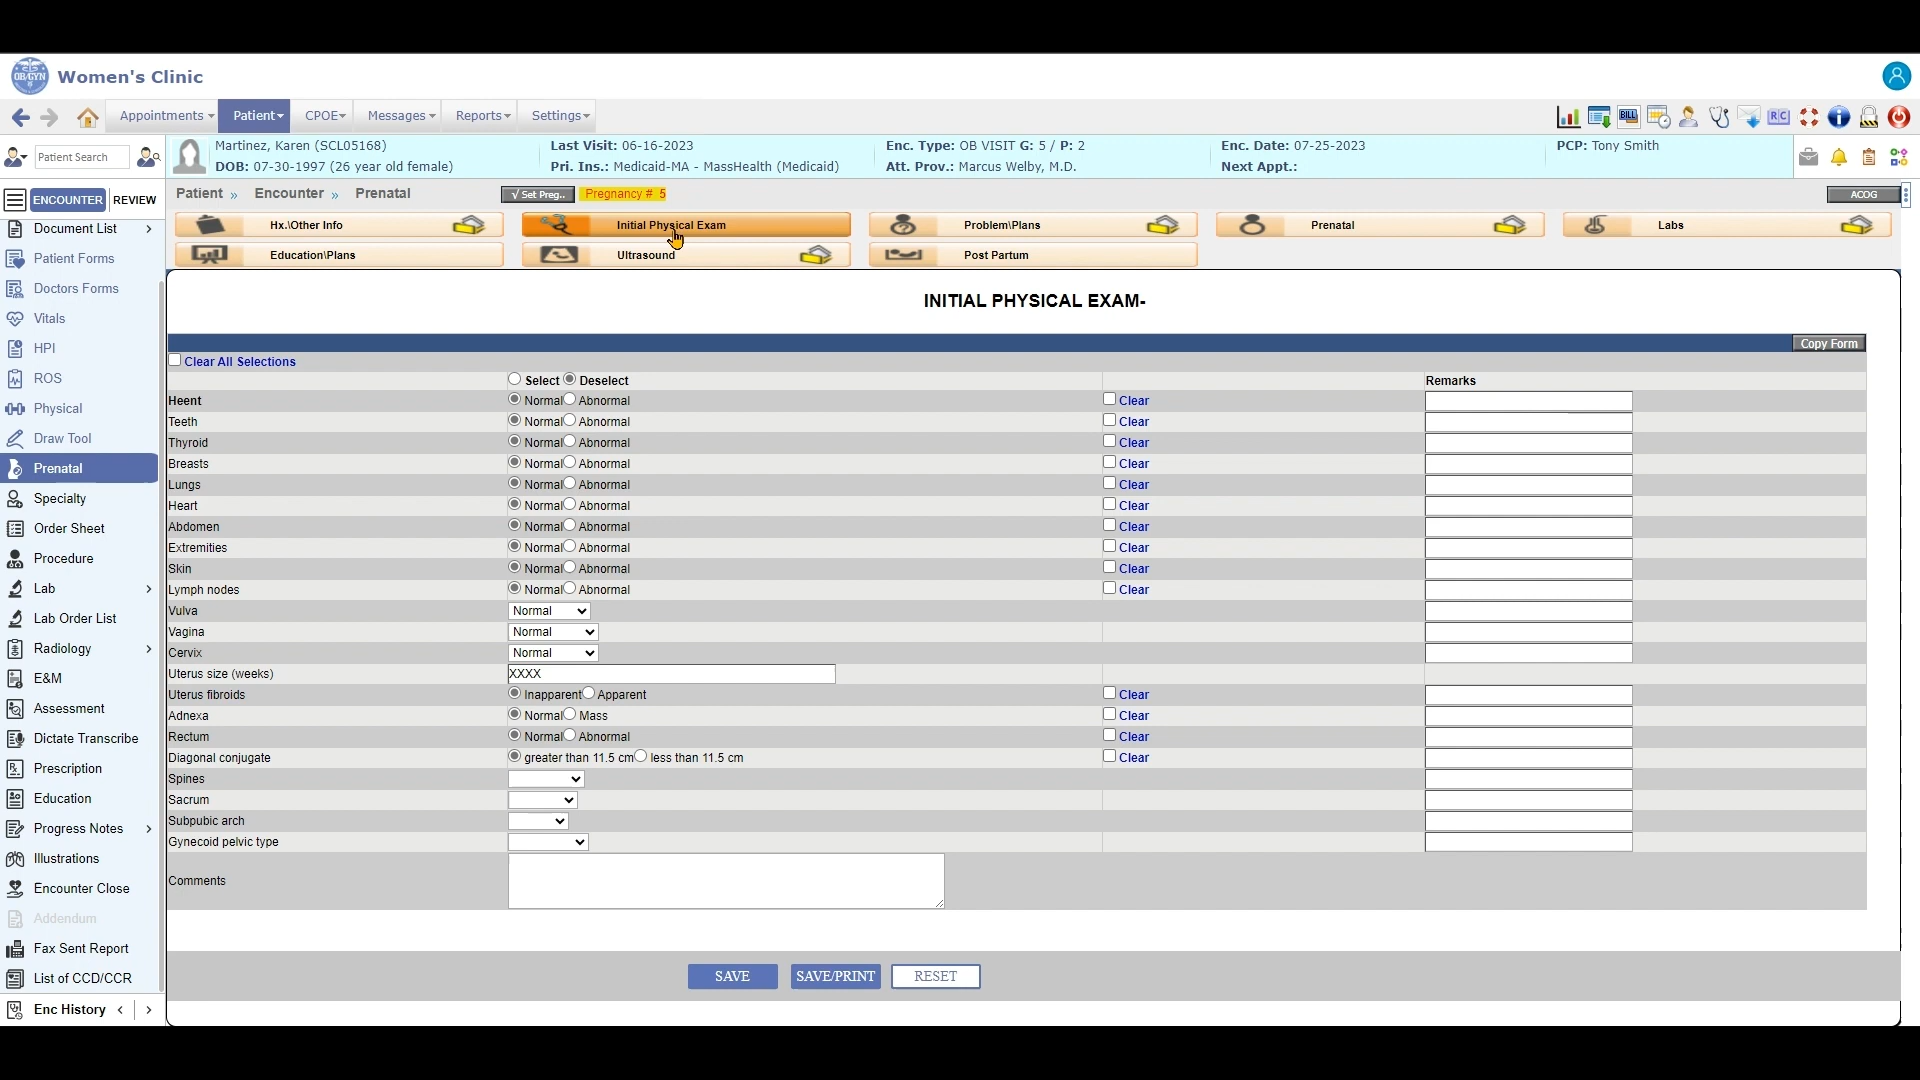 OB/GYN Women's Clinic
Appointments Patient CPOE Messages Reports Settings
BILL RC
Patient Search
Martinez, Karen (SCL05168) Last Visit: 06-16-2023 Enc. Type: OB VISIT G: 5 / P: 2 Enc. Date: 07-25-2023 PCP: Tony Smith
DOB: 07-30-1997 (26 year old female) Pri. Ins.: Medicaid-MA - MassHealth (Medicaid) Att. Prov.: Marcus Welby, M.D. Next Appt.:
ENCOUNTER REVIEW
Patient » Encounter » Prenatal √ Set Preg.. Pregnancy # 5 ACOG
Hx.\Other Info Initial Physical Exam Problem\Plans Prenatal Labs
Education\Plans Ultrasound Post Partum
Document List
Patient Forms
Doctors Forms
Vitals
HPI
ROS
Physical
Draw Tool
Prenatal
Specialty
Order Sheet
Procedure
Lab
Lab Order List
Radiology
E&M
Assessment
Dictate Transcribe
Prescription
Education
Progress Notes
Illustrations
Encounter Close
Addendum
Fax Sent Report
List of CCD/CCR
Enc History
INITIAL PHYSICAL EXAM-
Copy Form
Clear All Selections
Select Deselect Remarks
Heent Normal Abnormal Clear
Teeth Normal Abnormal Clear
Thyroid Normal Abnormal Clear
Breasts Normal Abnormal Clear
Lungs Normal Abnormal Clear
Heart Normal Abnormal Clear
Abdomen Normal Abnormal Clear
Extremities Normal Abnormal Clear
Skin Normal Abnormal Clear
Lymph nodes Normal Abnormal Clear
Vulva Normal
Vagina Normal
Cervix Normal
Uterus size (weeks) XXXX
Uterus fibroids Inapparent Apparent Clear
Adnexa Normal Mass Clear
Rectum Normal Abnormal Clear
Diagonal conjugate greater than 11.5 cm less than 11.5 cm Clear
Spines
Sacrum
Subpubic arch
Gynecoid pelvic type
Comments
SAVE SAVE/PRINT RESET